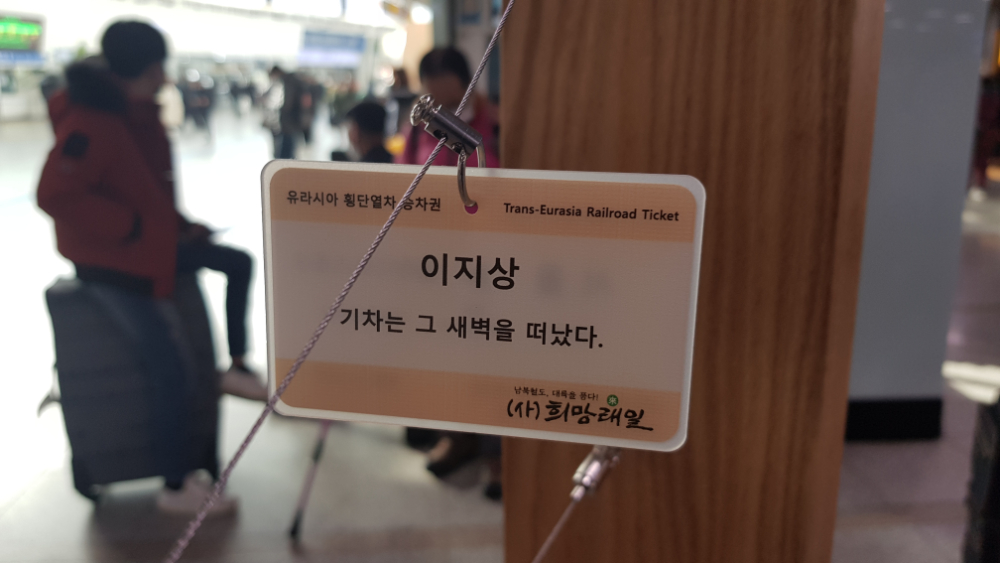 유라시아 횡단열차 승차권
Trans-Eurasia Railroad Ticket
이지상
기차는 그 새벽을 떠났다.
남북철도, 대륙을 품다!
(사)희망래일